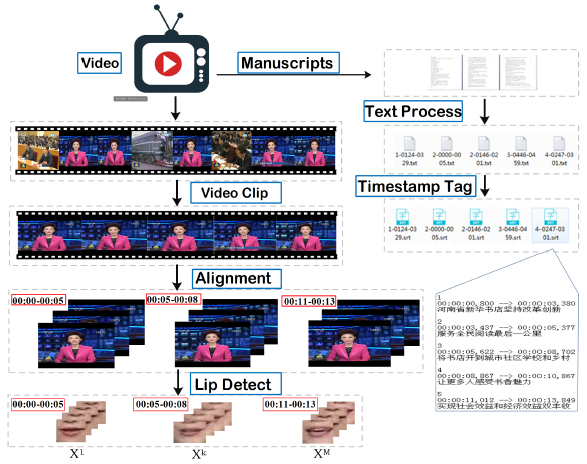 Video
Manuscripts
Text Process
1-0124-03
29.txt
2-0000-00
05.txt
2-0146-02
01.txt
3-0446-04
59.txt
4-0247-03
01.txt
Video Clip
Timestamp Tag
1-0124-03
29.srt
2-0000-00
05.srt
2-0146-02
01.srt
3-0446-04
59.srt
4-0247-03
01.srt
Alignment
00:00-00:05
00:05-00:08
00:11-00:13
1
00:00:00,800 --> 00:00:03,380
河南省新华书店坚持改革创新
2
00:00:03,437 --> 00:00:05,377
服务全民阅读最后一公里
3
00:00:05,622 --> 00:00:08,702
将书店开到城市社区学校和乡村
4
00:00:08,867 --> 00:00:10,867
让更多人感受书香魅力
5
00:00:11,012 --> 00:00:13,849
实现社会效益和经济效益双丰收
Lip Detect
00:00-00:05
00:05-00:08
00:11-00:13
X¹
Xᵏ
Xᴹ